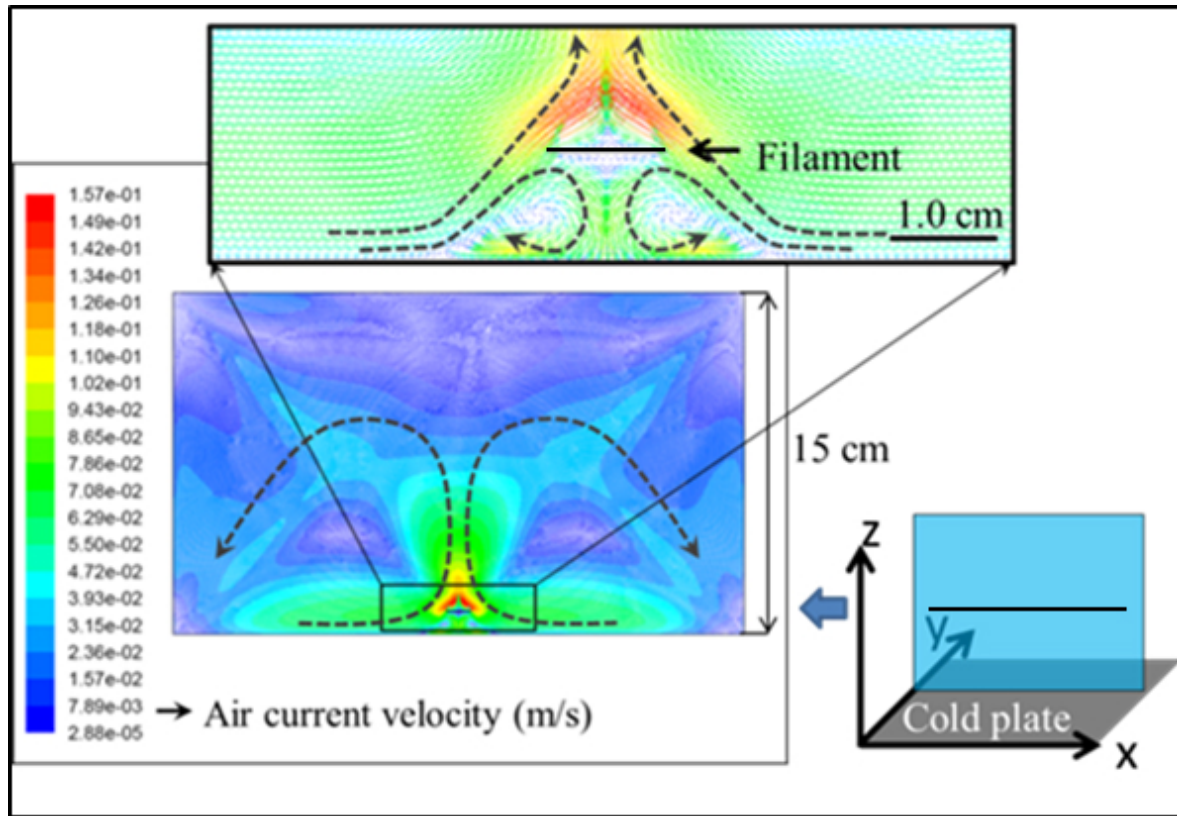 Filament
1.0 cm
1.57e-01
1.49e-01
1.42e-01
1.34e-01
1.26e-01
1.18e-01
1.10e-01
1.02e-01
9.43e-02
8.65e-02
7.86e-02
7.08e-02
6.29e-02
5.50e-02
4.72e-02
3.93e-02
3.15e-02
2.36e-02
1.57e-02
7.89e-03
2.88e-05
15 cm
Air current velocity (m/s)
Z
y
Cold plate
X